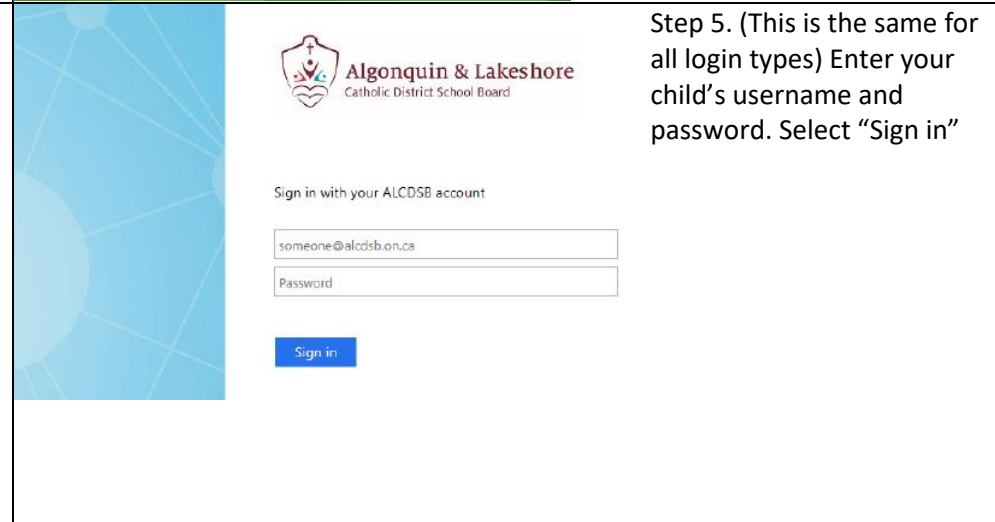 Algonquin & Lakeshore
Catholic District School Board
Sign in with your ALCDSB account
someone@alcdsb.on.ca
Password
Sign in
Step 5. (This is the same for
all login types) Enter your
child’s username and
password. Select “Sign in”